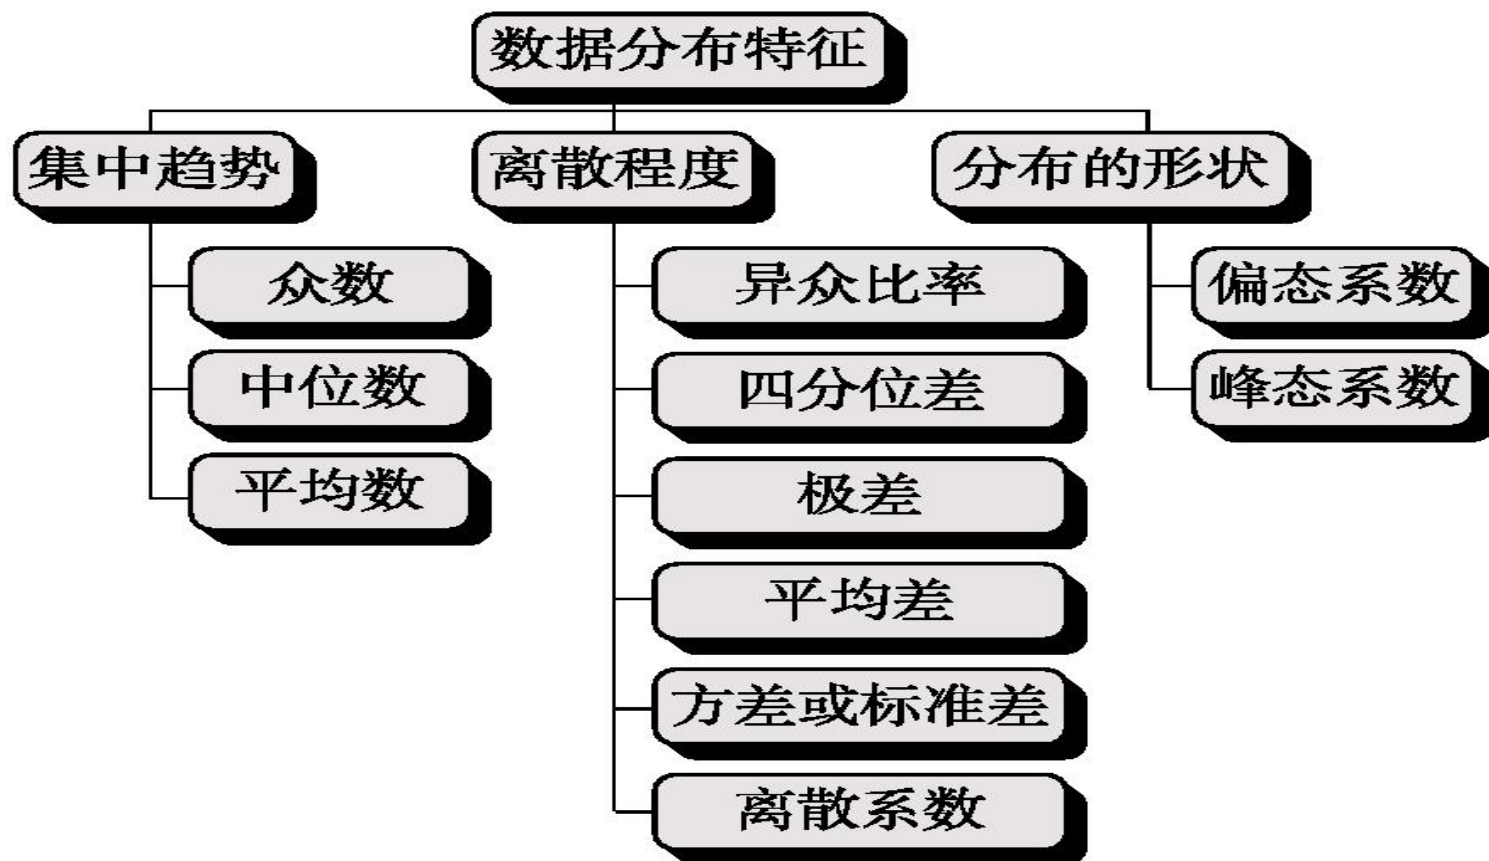 数据分布特征
集中趋势
离散程度
分布的形状
众数
中位数
平均数
异众比率
四分位差
极差
平均差
方差或标准差
离散系数
偏态系数
峰态系数